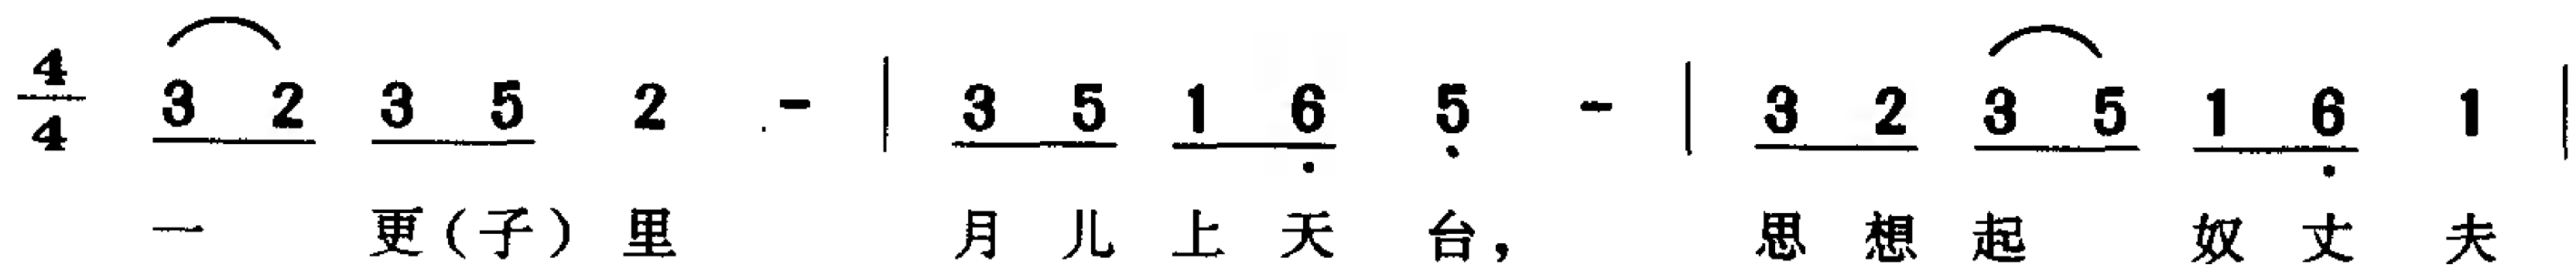 4/4 3 2 3 5 2 - | 3 5 1 6 5 - | 3 2 3 5 1 6 1 |
一 更(子)里 月儿上天台, 思想起 奴丈夫